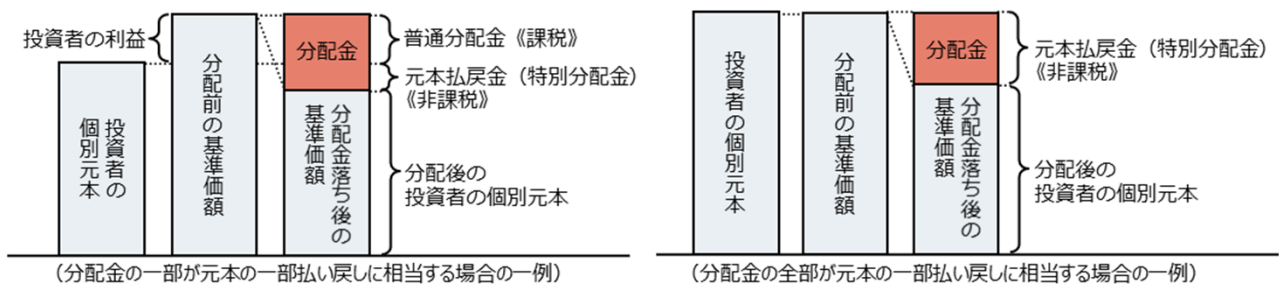 投資者の利益
投資者の
個別元本
分配前の基準価額
分配金
分配金落ち後の
基準価額
普通分配金《課税》
元本払戻金（特別分配金）
《非課税》
分配後の
投資者の個別元本
（分配金の一部が元本の一部払い戻しに相当する場合の一例）
投資者の個別元本
分配前の基準価額
分配金
分配金落ち後の
基準価額
元本払戻金（特別分配金）
《非課税》
分配後の
投資者の個別元本
（分配金の全部が元本の一部払い戻しに相当する場合の一例）